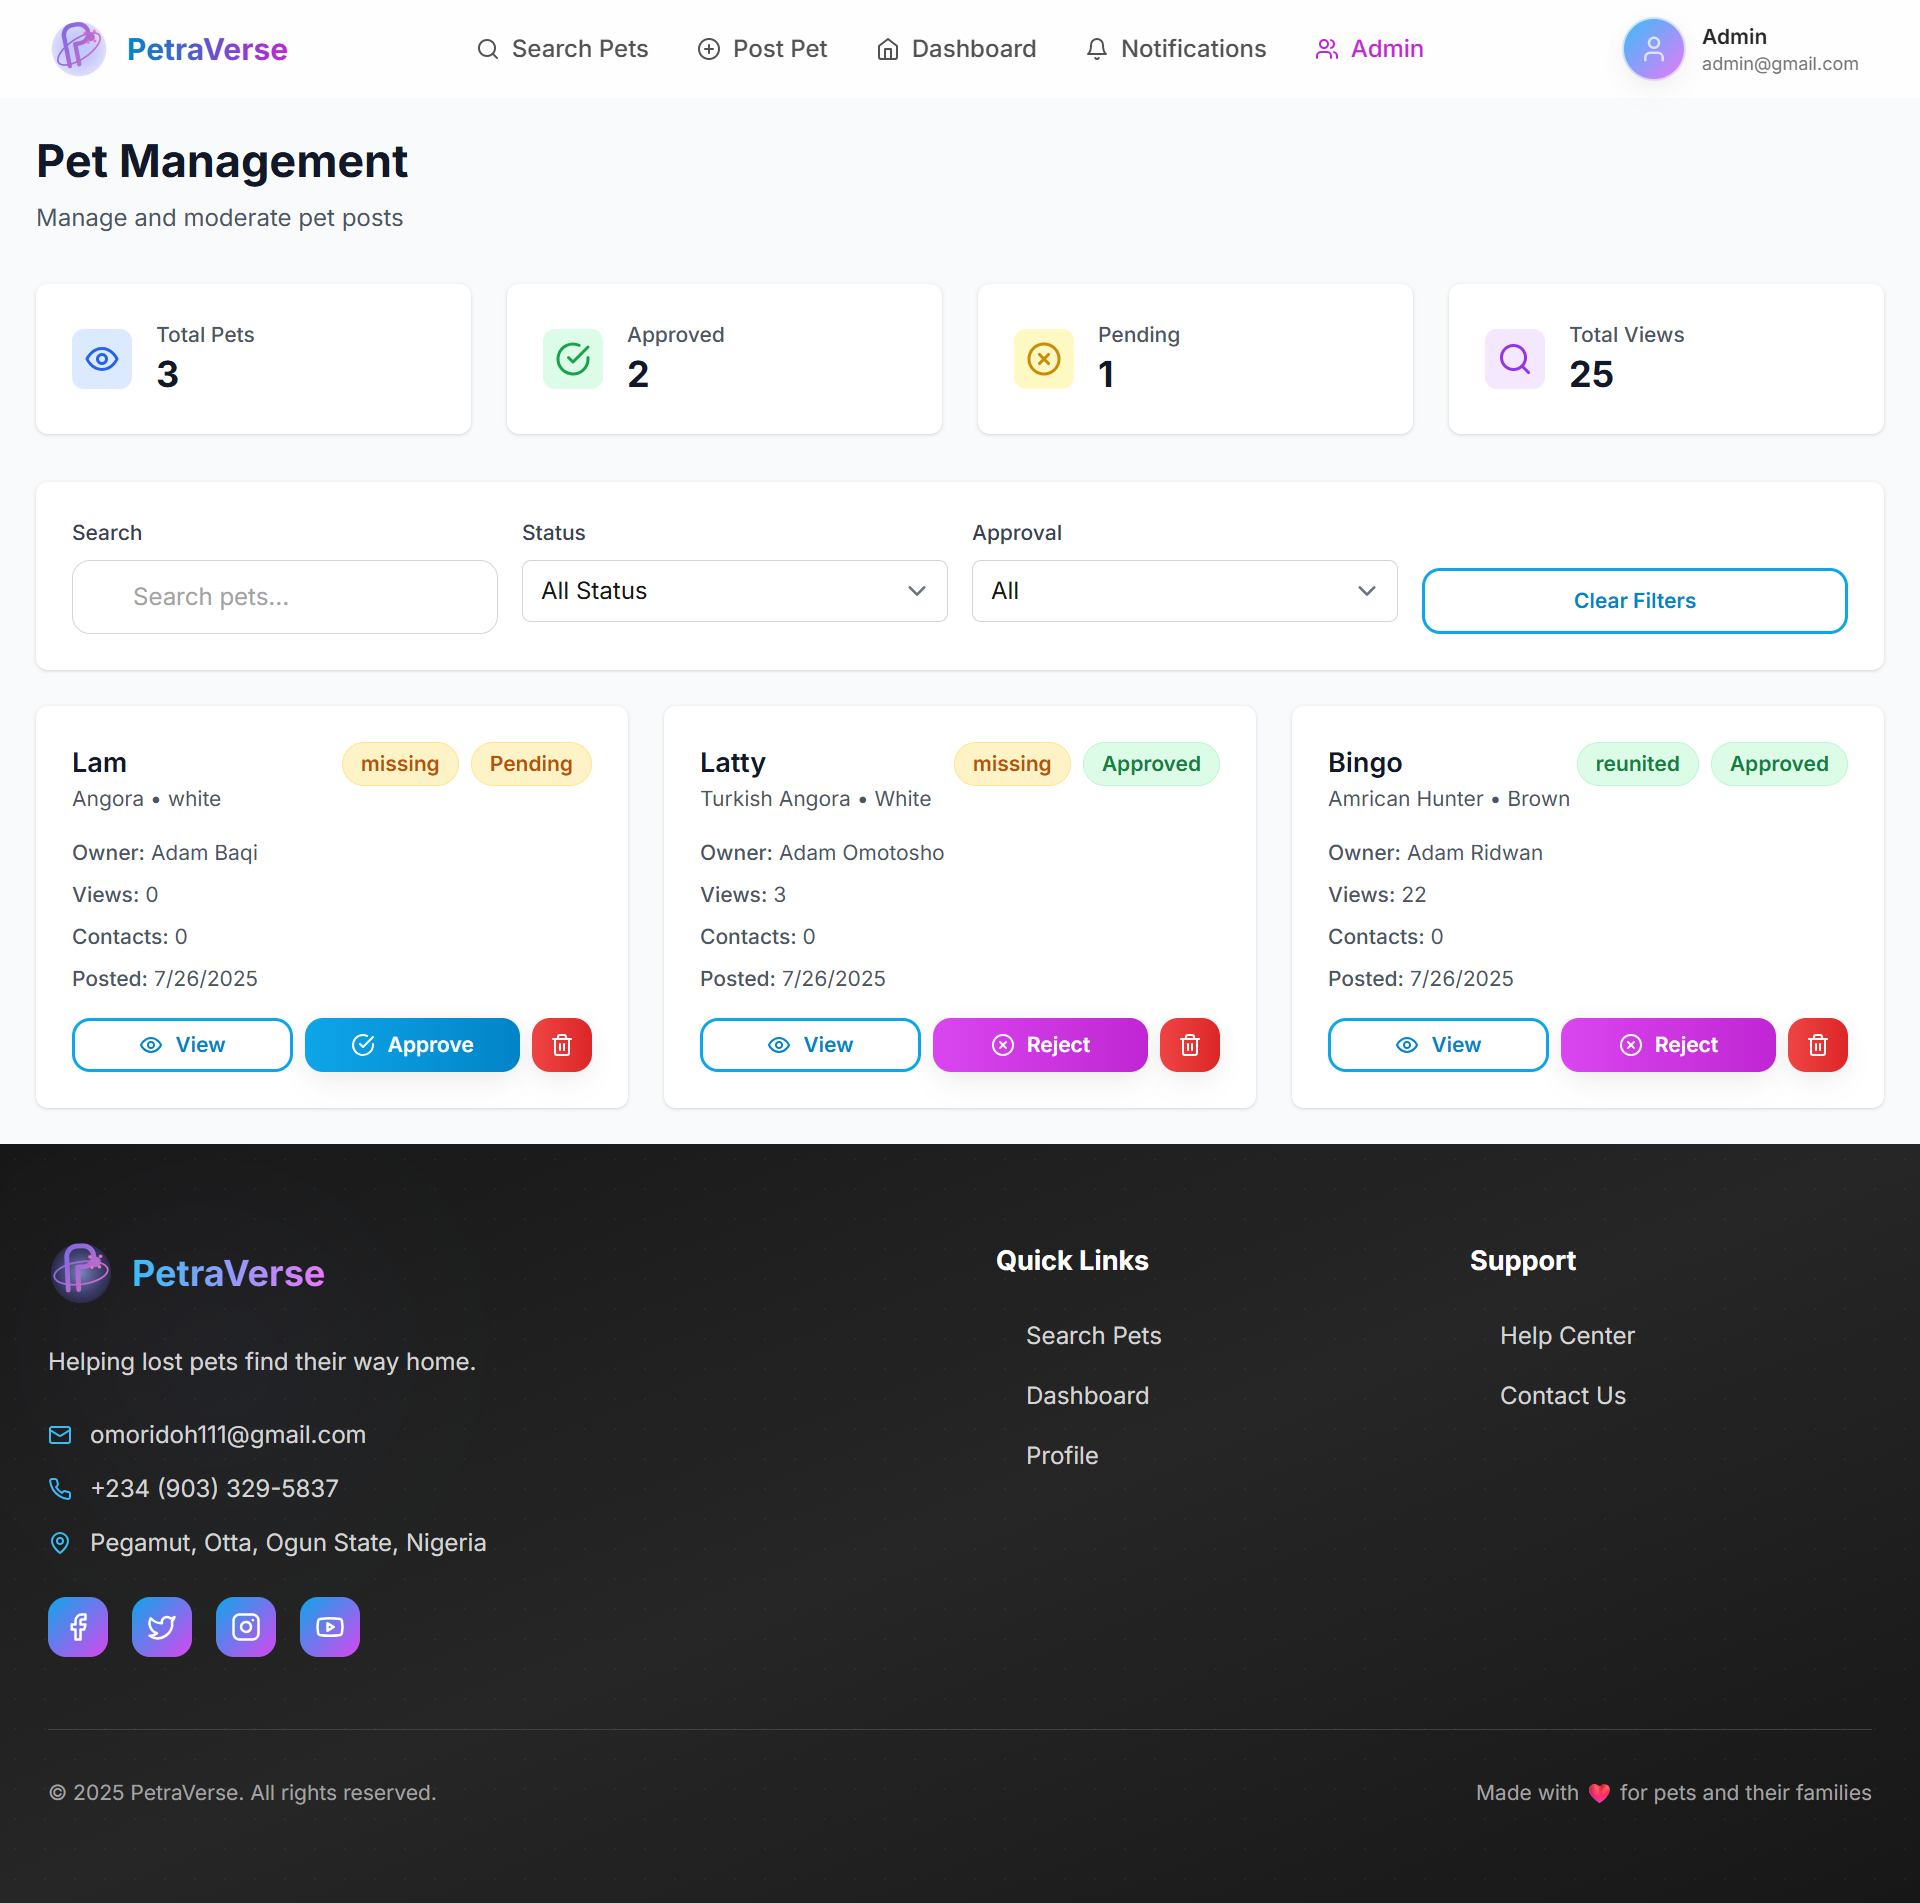 PetraVerse
Search Pets
Post Pet
Dashboard
Notifications
Admin
Admin
admin@gmail.com
Pet Management
Manage and moderate pet posts
Total Pets
3
Approved
2
Pending
1
Total Views
25
Search
Search pets...
Status
All Status
Approval
All
Clear Filters
Lam
missing
Pending
Angora • white
Owner: Adam Baqi
Views: 0
Contacts: 0
Posted: 7/26/2025
View
Approve
Latty
missing
Approved
Turkish Angora • White
Owner: Adam Omotosho
Views: 3
Contacts: 0
Posted: 7/26/2025
View
Reject
Bingo
reunited
Approved
Amrican Hunter • Brown
Owner: Adam Ridwan
Views: 22
Contacts: 0
Posted: 7/26/2025
View
Reject
PetraVerse
Helping lost pets find their way home.
omoridoh111@gmail.com
+234 (903) 329-5837
Pegamut, Otta, Ogun State, Nigeria
Quick Links
Search Pets
Dashboard
Profile
Support
Help Center
Contact Us
© 2025 PetraVerse. All rights reserved.
Made with ❤️ for pets and their families